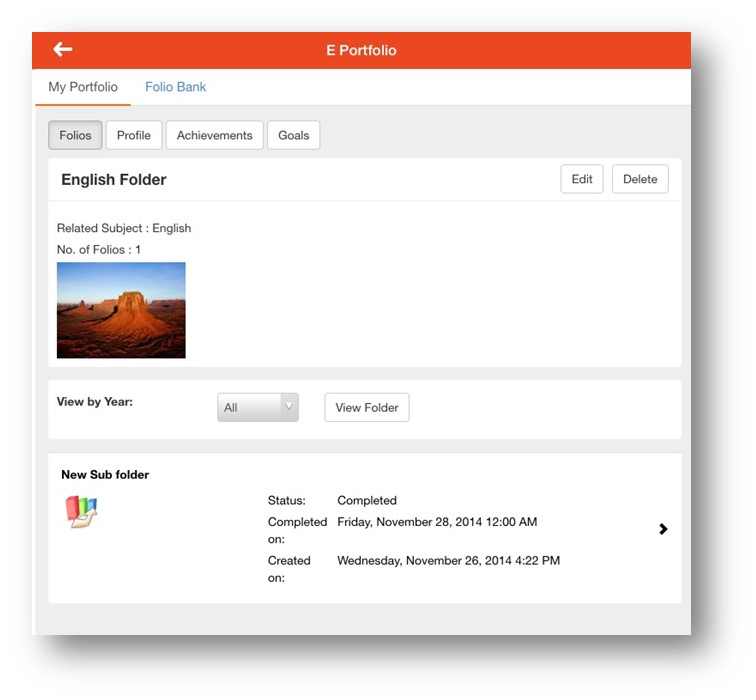 E Portfolio
My Portfolio Folio Bank
Folios Profile Achievements Goals
English Folder Edit Delete
Related Subject : English
No. of Folios : 1
View by Year: All View Folder
New Sub folder
Status: Completed
Completed on: Friday, November 28, 2014 12:00 AM
Created on: Wednesday, November 26, 2014 4:22 PM